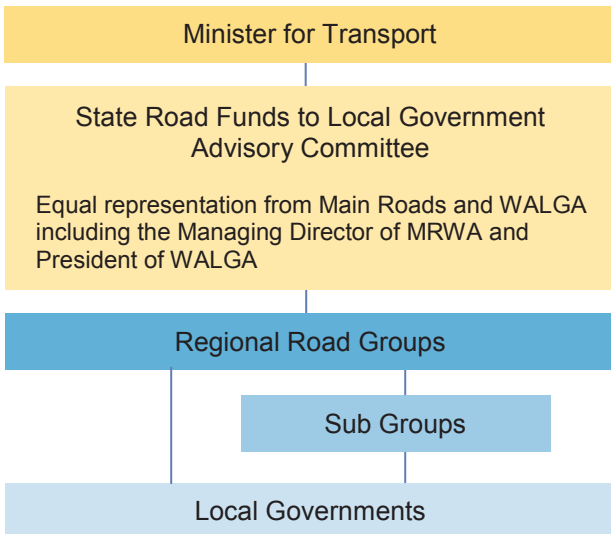 Minister for Transport
State Road Funds to Local Government
Advisory Committee
Equal representation from Main Roads and WALGA
including the Managing Director of MRWA and
President of WALGA
Regional Road Groups
Sub Groups
Local Governments